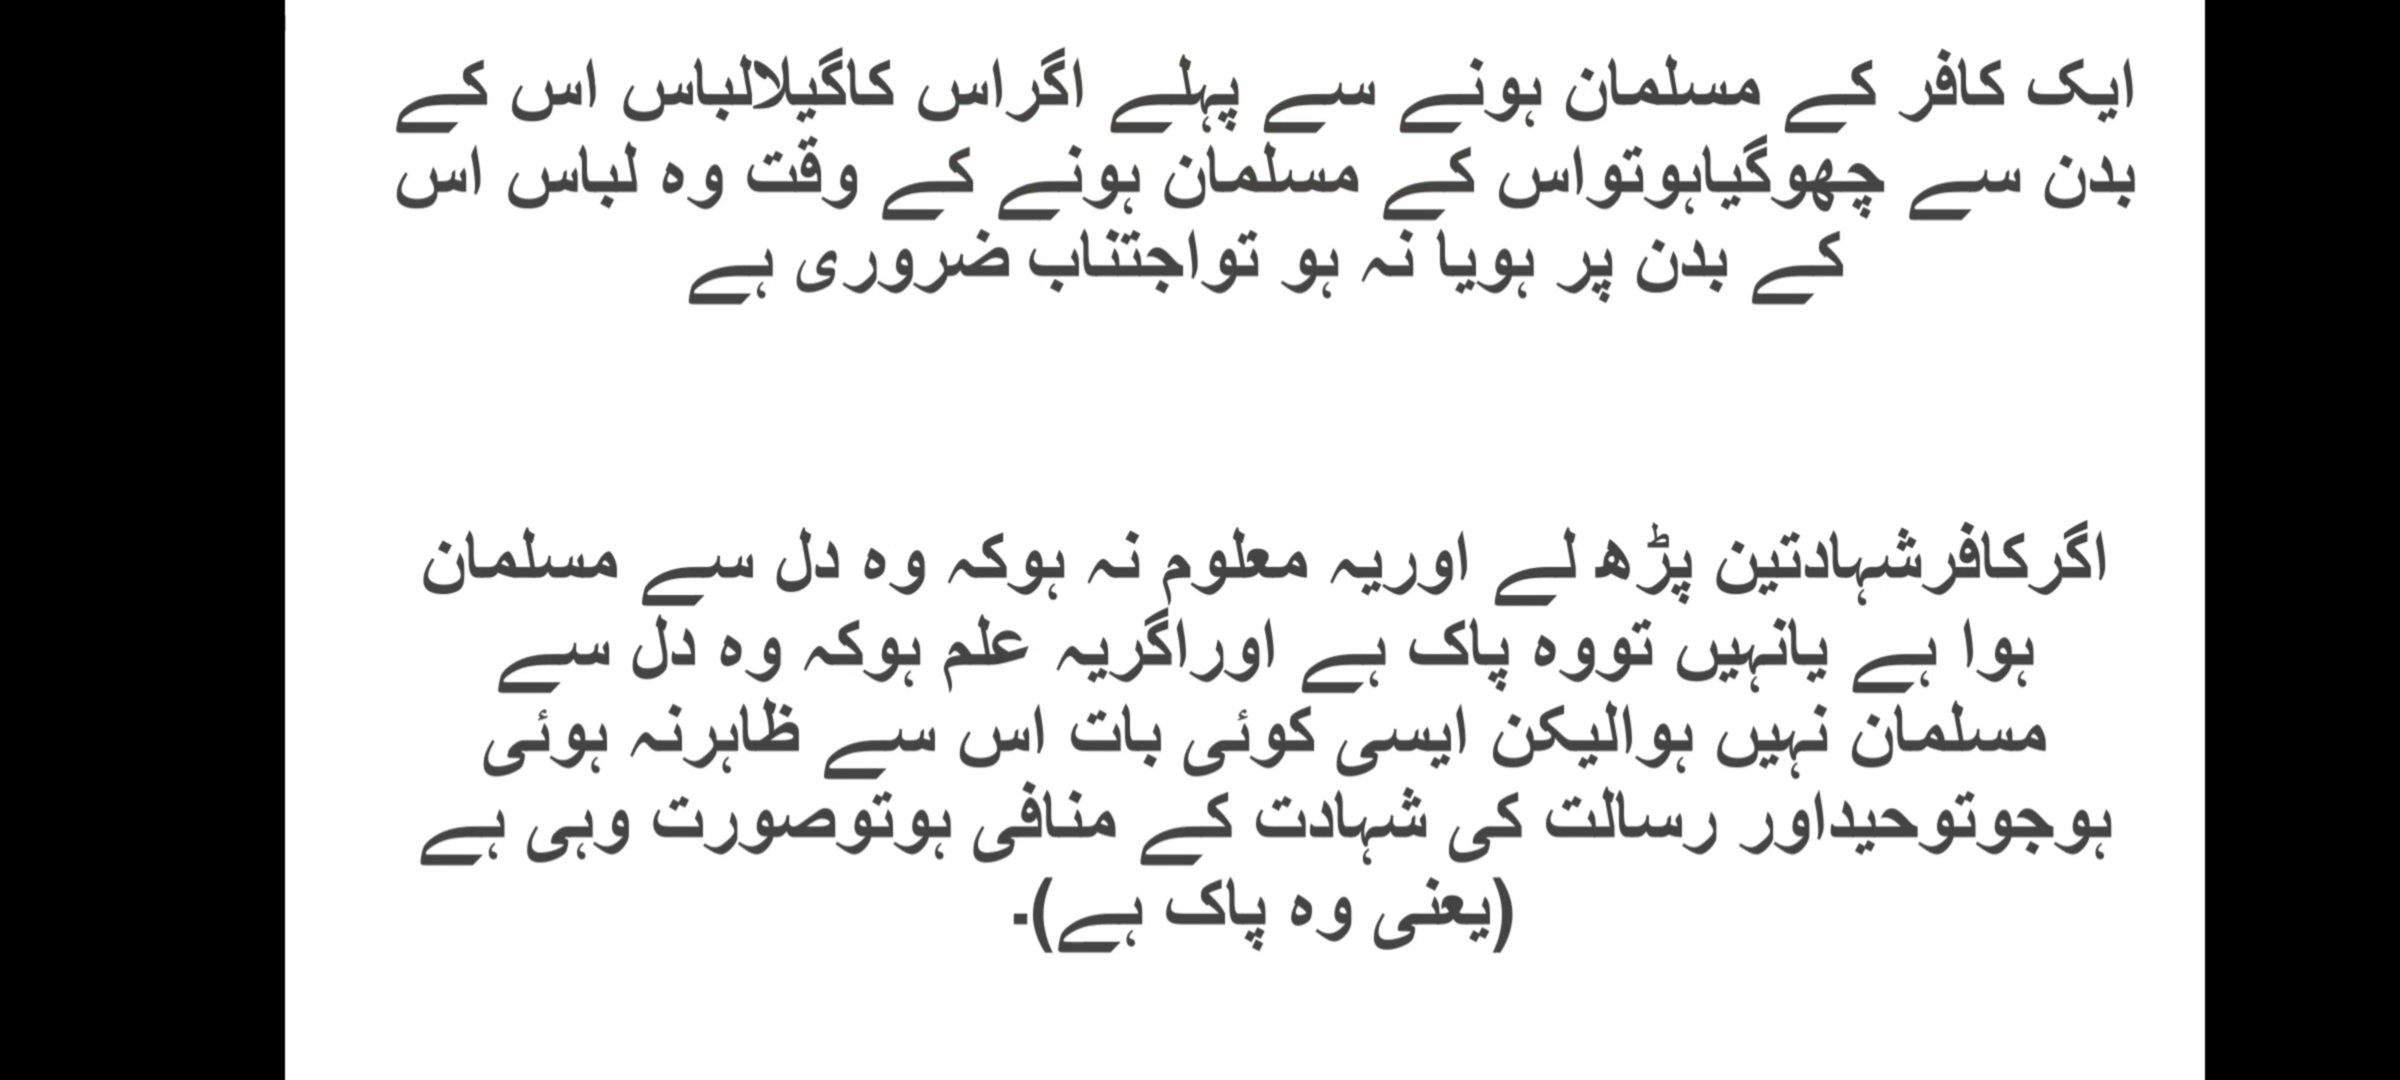 ایک کافر کے مسلمان ہونے سے پہلے اگراس کاگیلالباس اس کے
بدن سے چھوگیاہوتواس کے مسلمان ہونے کے وقت وہ لباس اس
کے بدن پر ہویا نہ ہو تواجتناب ضروری ہے
اگرکافرشہادتین پڑھ لے اوریہ معلوم نہ ہوکہ وہ دل سے مسلمان
ہوا ہے یانہیں تووہ پاک ہے اوراگریہ علم ہوکہ وہ دل سے
مسلمان نہیں ہوالیکن ایسی کوئی بات اس سے ظاہرنہ ہوئی
ہوجوتوحیداور رسالت کی شہادت کے منافی ہوتوصورت وہی ہے
(یعنی وہ پاک ہے)۔